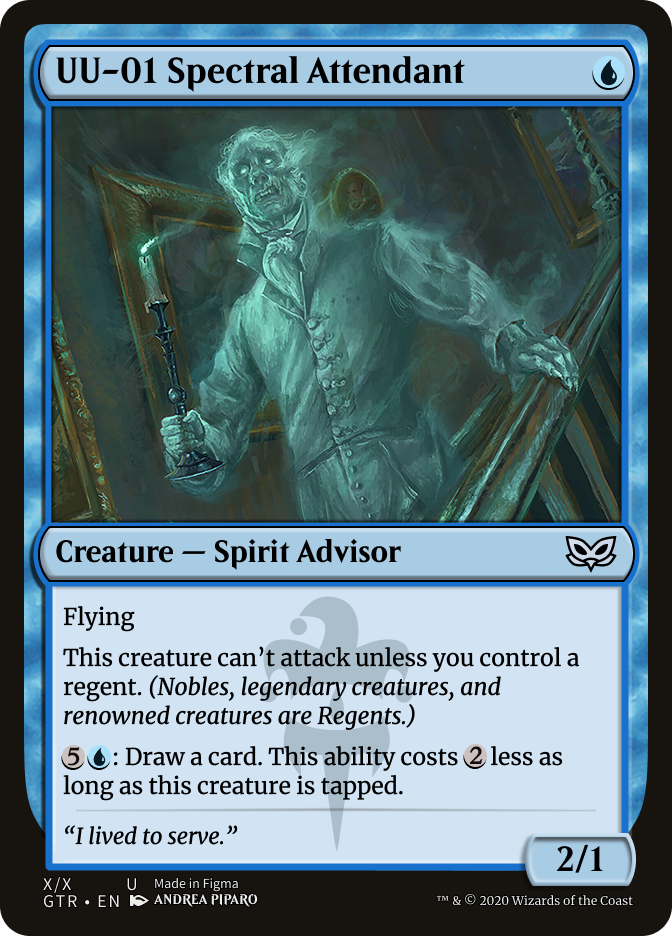 UU-01 Spectral Attendant
Creature — Spirit Advisor
Flying
This creature can’t attack unless you control a
regent. (Nobles, legendary creatures, and
renowned creatures are Regents.)
5: Draw a card. This ability costs 2 less as
long as this creature is tapped.
“I lived to serve.”
2/1
X/X U Made in Figma
GTR • EN ANDREA PIPARO ™ & © 2020 Wizards of the Coast